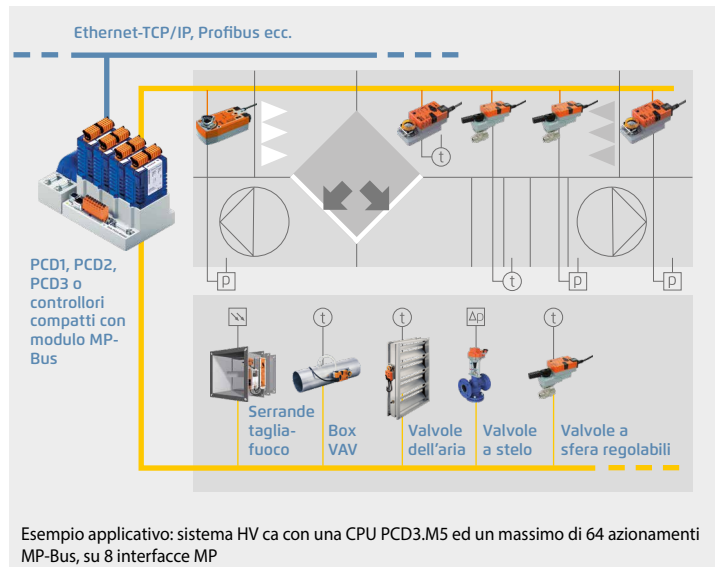 Ethernet-TCP/IP, Profibus ecc.
t
p
t
p
p
PCD1, PCD2,
PCD3 o
controllori
compatti con
modulo MP-
Bus
t
t
Δp
t
Serrande
taglia-
fuoco
Box
VAV
Valvole
dell'aria
Valvole
a stelo
Valvole a
sfera regolabili
Esempio applicativo: sistema HV ca con una CPU PCD3.M5 ed un massimo di 64 azionamenti
MP-Bus, su 8 interfacce MP